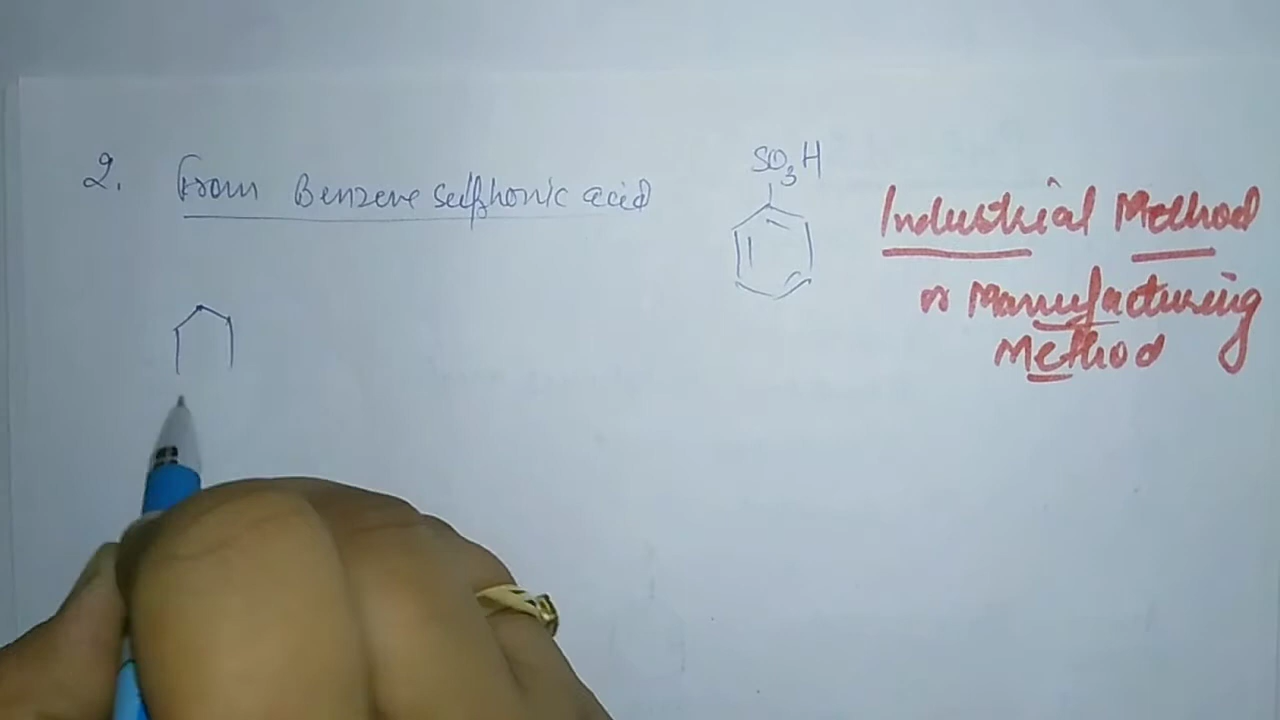 2. From Benzene sulphonic acid
SO3H
Industrial Method
or Manufacturing
Method